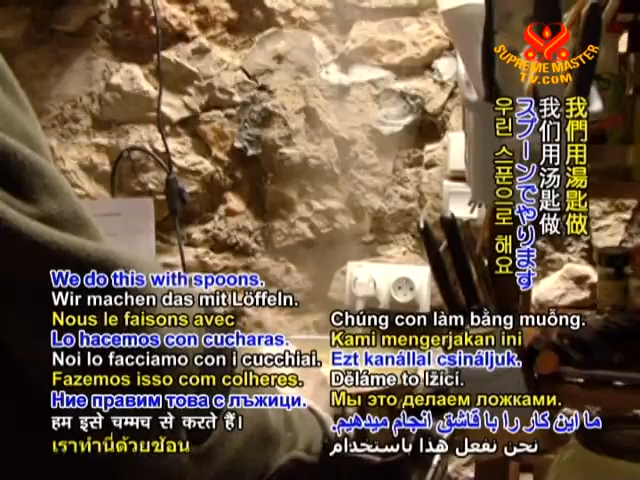 SUPREME MASTER
TV.COM
我們用湯匙做
我们用汤匙做
スプーンでやります
우린 스푼으로 해요
We do this with spoons.
Wir machen das mit Löffeln.
Nous le faisons avec
Lo hacemos con cucharas.
Noi lo facciamo con i cucchiai.
Fazemos isso com colheres.
Ние правим това с лъжици.
हम इसे चम्मच से करते हैं।
เราทำนี่ด้วยช้อน
Chúng con làm bằng muỗng.
Kami mengerjakan ini
Ezt kanállal csináljuk.
Děláme to lžicí.
Мы это делаем ложками.
ما این کار را با قاشق انجام میدهیم.
نحن نفعل هذا باستخدام